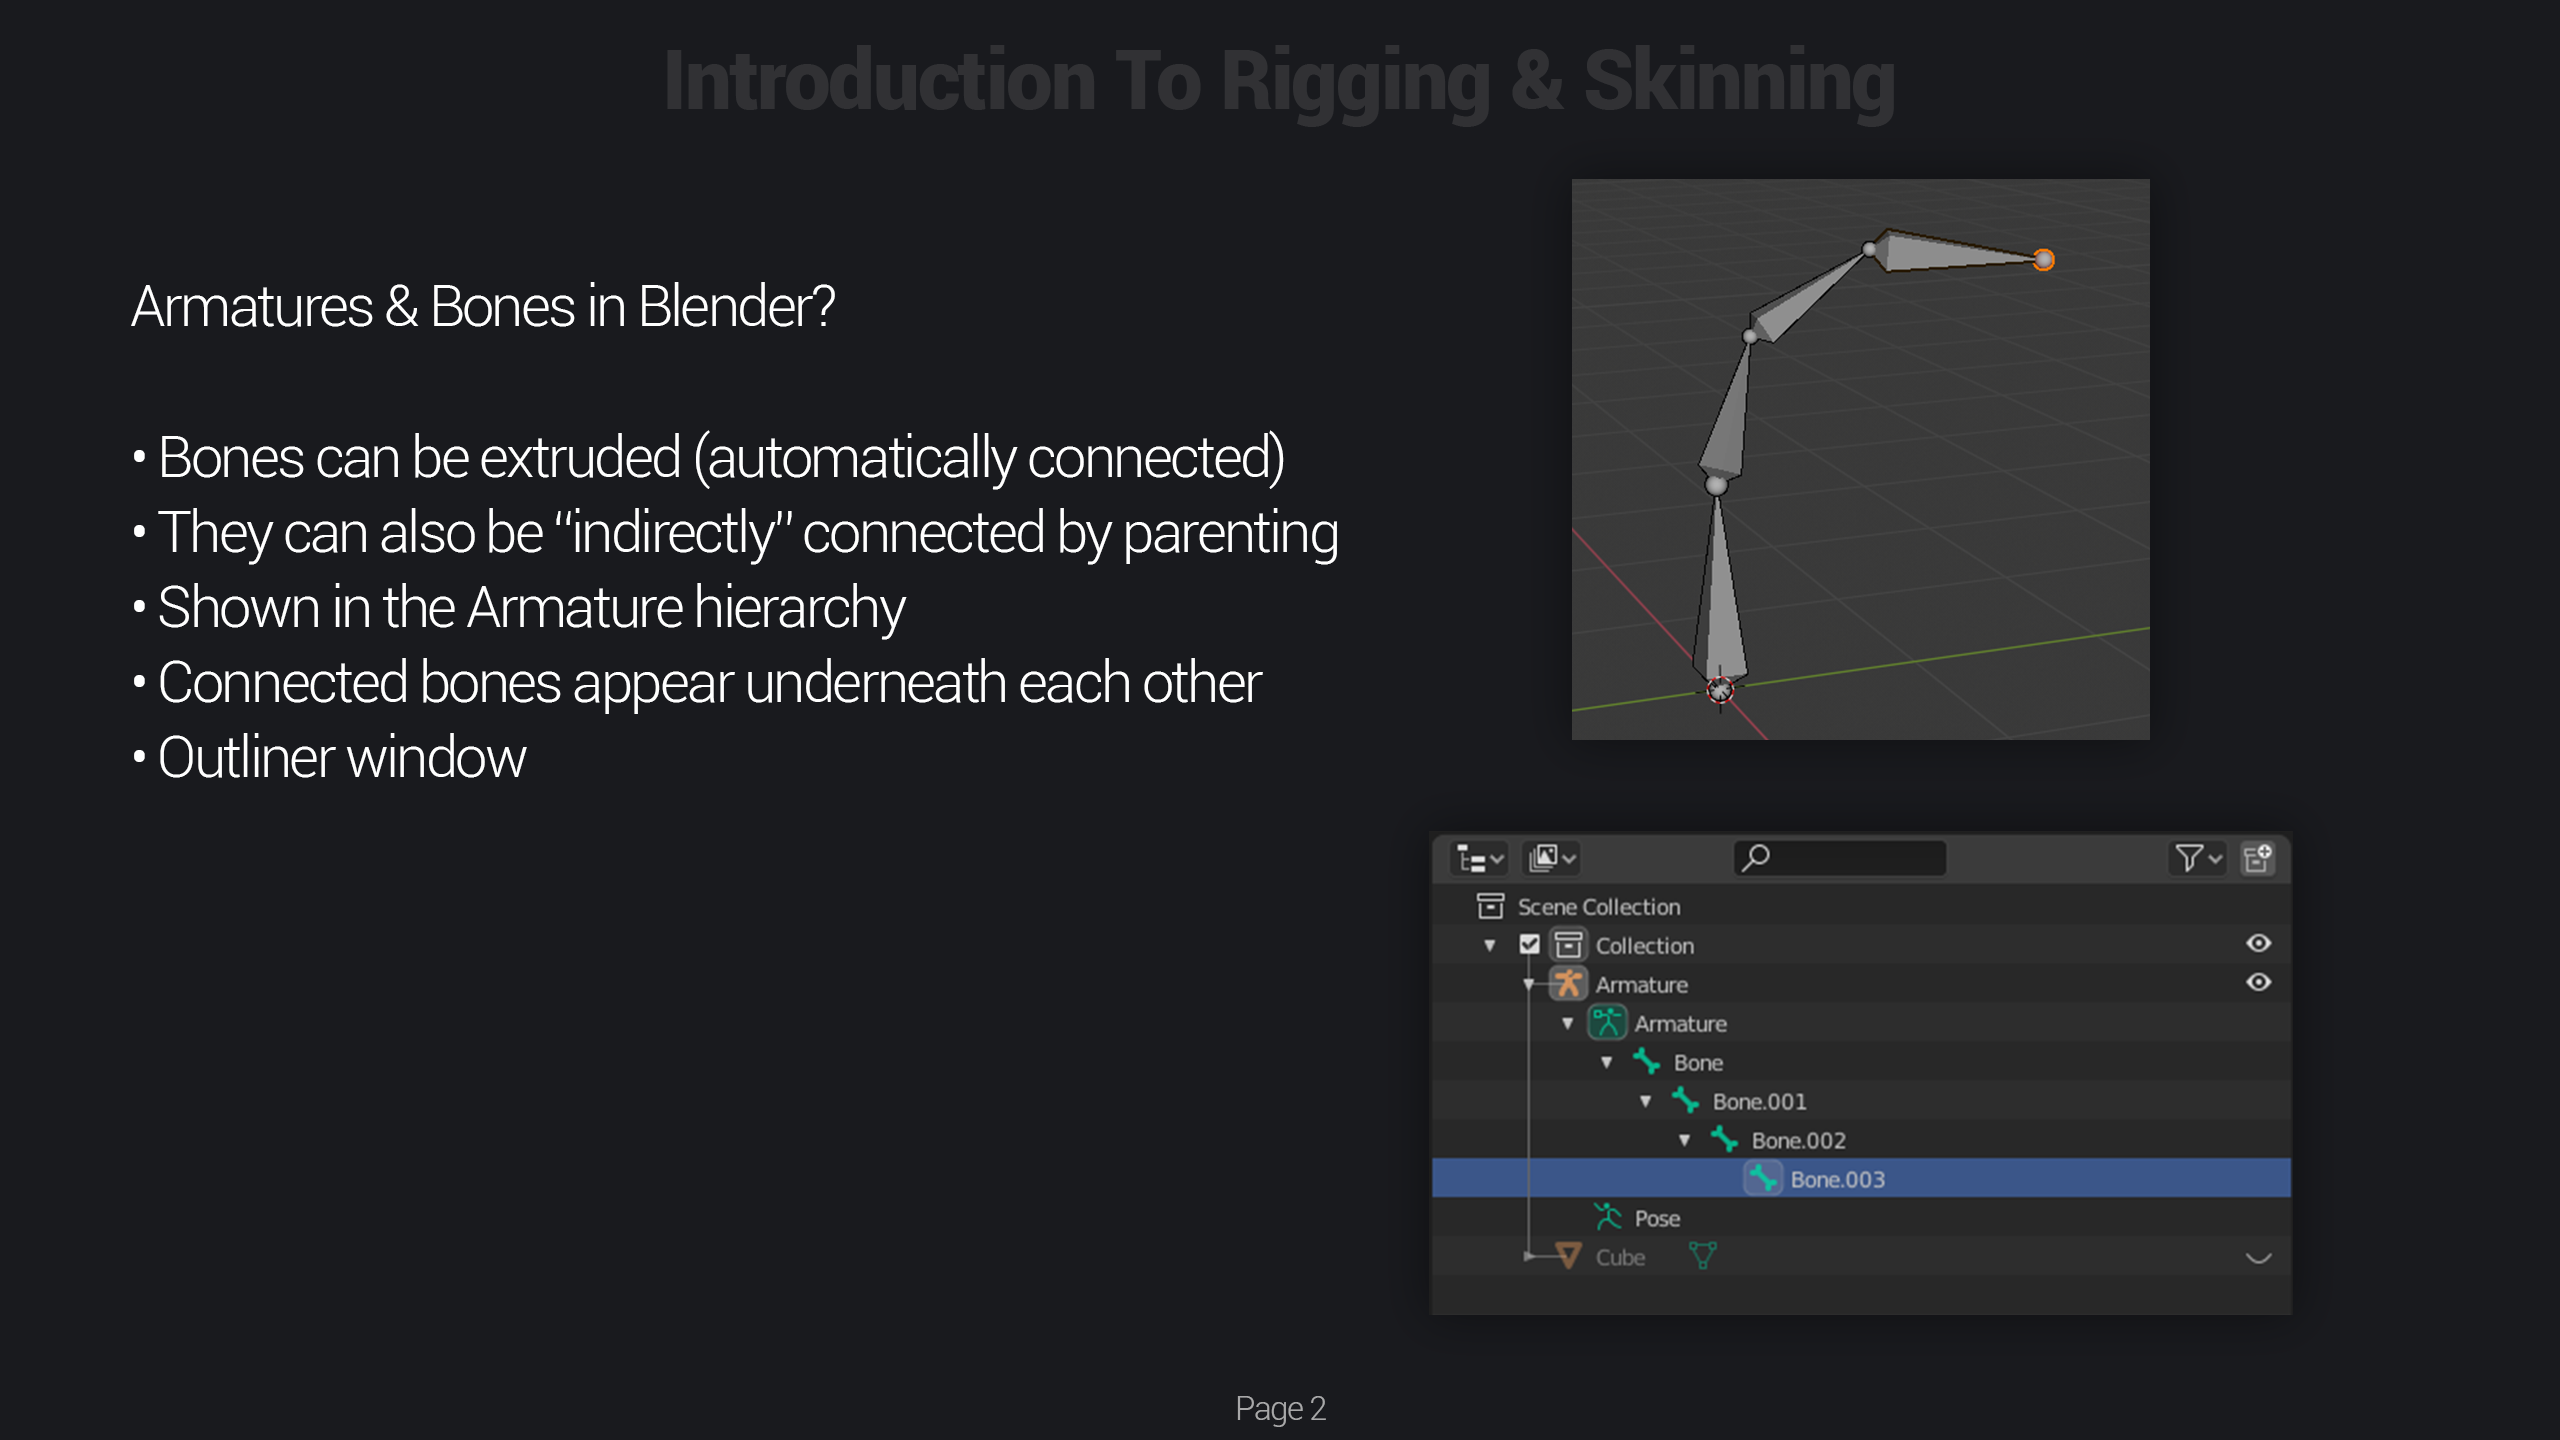 Introduction To Rigging & Skinning
Armatures & Bones in Blender?
• Bones can be extruded (automatically connected)
• They can also be “indirectly” connected by parenting
• Shown in the Armature hierarchy
• Connected bones appear underneath each other
• Outliner window
Scene Collection
Collection
Armature
Armature
Bone
Bone.001
Bone.002
Bone.003
Pose
Cube
Page 2